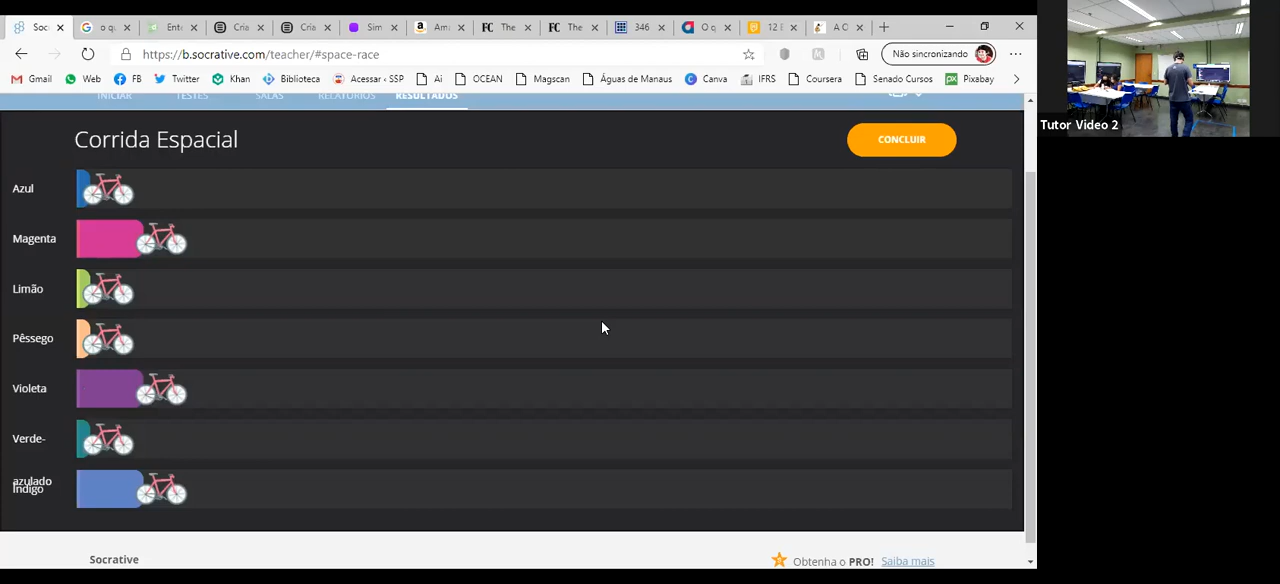 Soc
o qu
Ent
Cria
Cria
Sim
Am
The
The
346
O q
12 E
A O
https://b.socrative.com/teacher/#space-race
Não sincronizando
Gmail
Web
FB
Twitter
Khan
Biblioteca
Acessar ‹ SSP
Ai
OCEAN
Magscan
Águas de Manaus
Canva
IFRS
Coursera
Senado Cursos
Pixabay
Tutor Video 2
INICIAR
TESTES
SALAS
RELATÓRIOS
RESULTADOS
Corrida Espacial
CONCLUIR
Azul
Magenta
Limão
Pêssego
Violeta
Verde-
azulado
Índigo
Socrative
Obtenha o PRO! Saiba mais